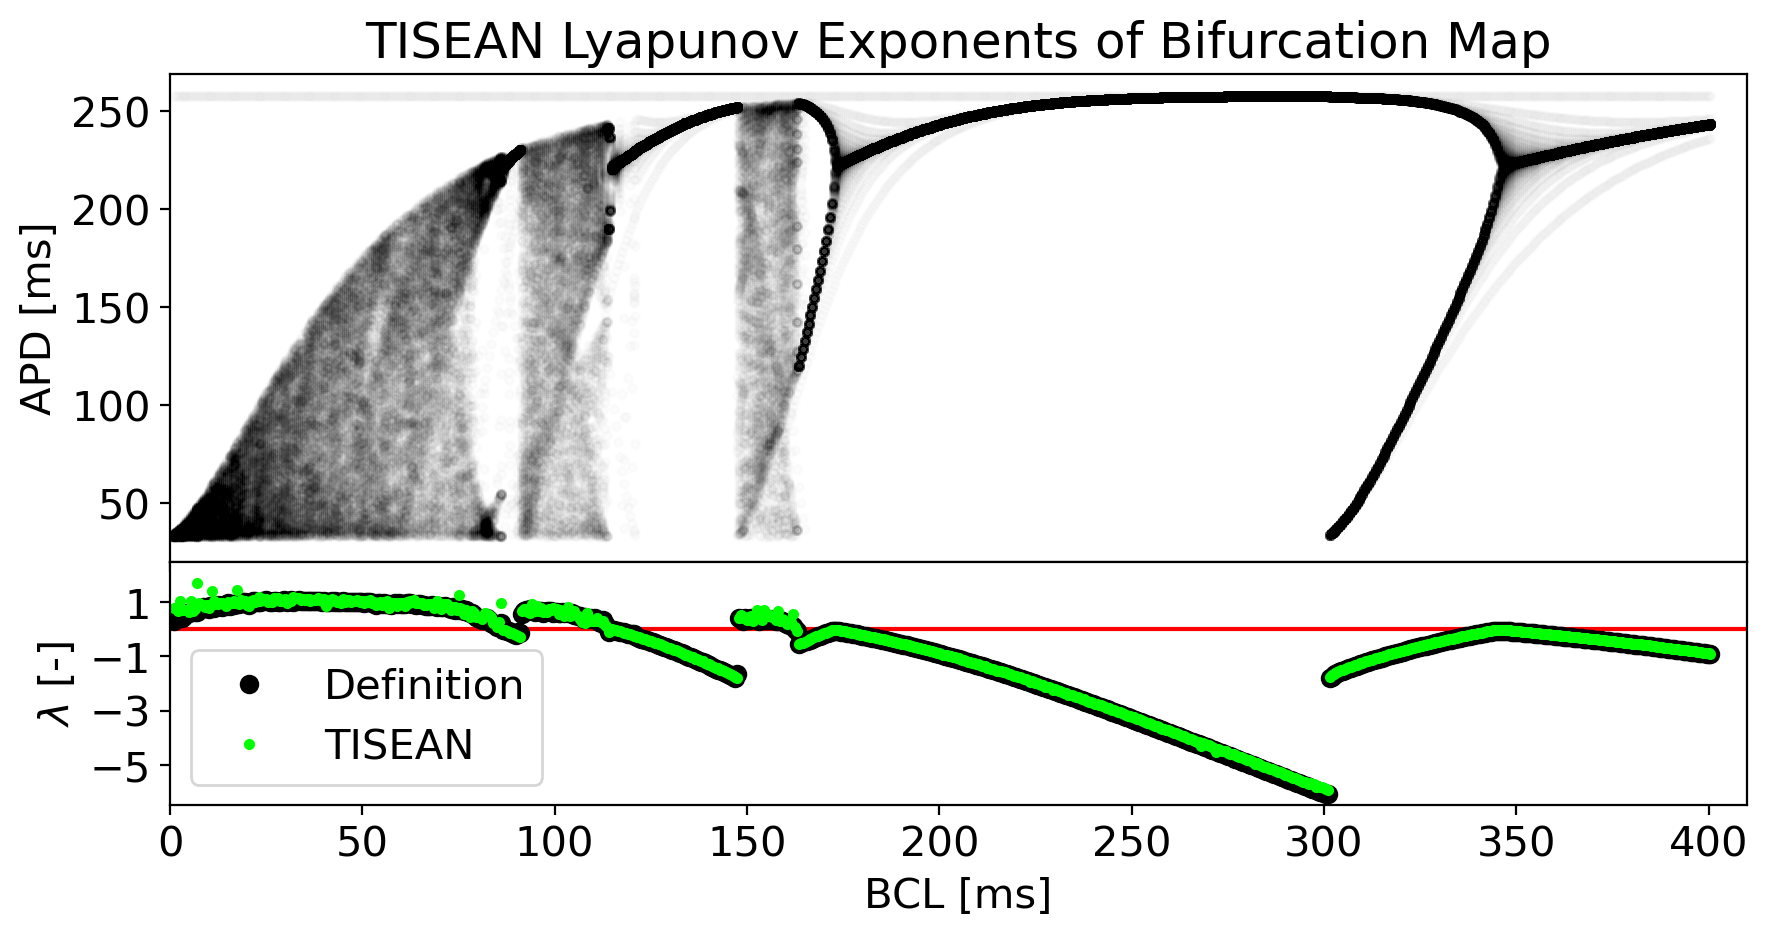 TISEAN Lyapunov Exponents of Bifurcation Map
APD [ms]
250
200
150
100
50
λ [-]
1
−1
−3
−5
Definition
TISEAN
0 50 100 150 200 250 300 350 400
BCL [ms]